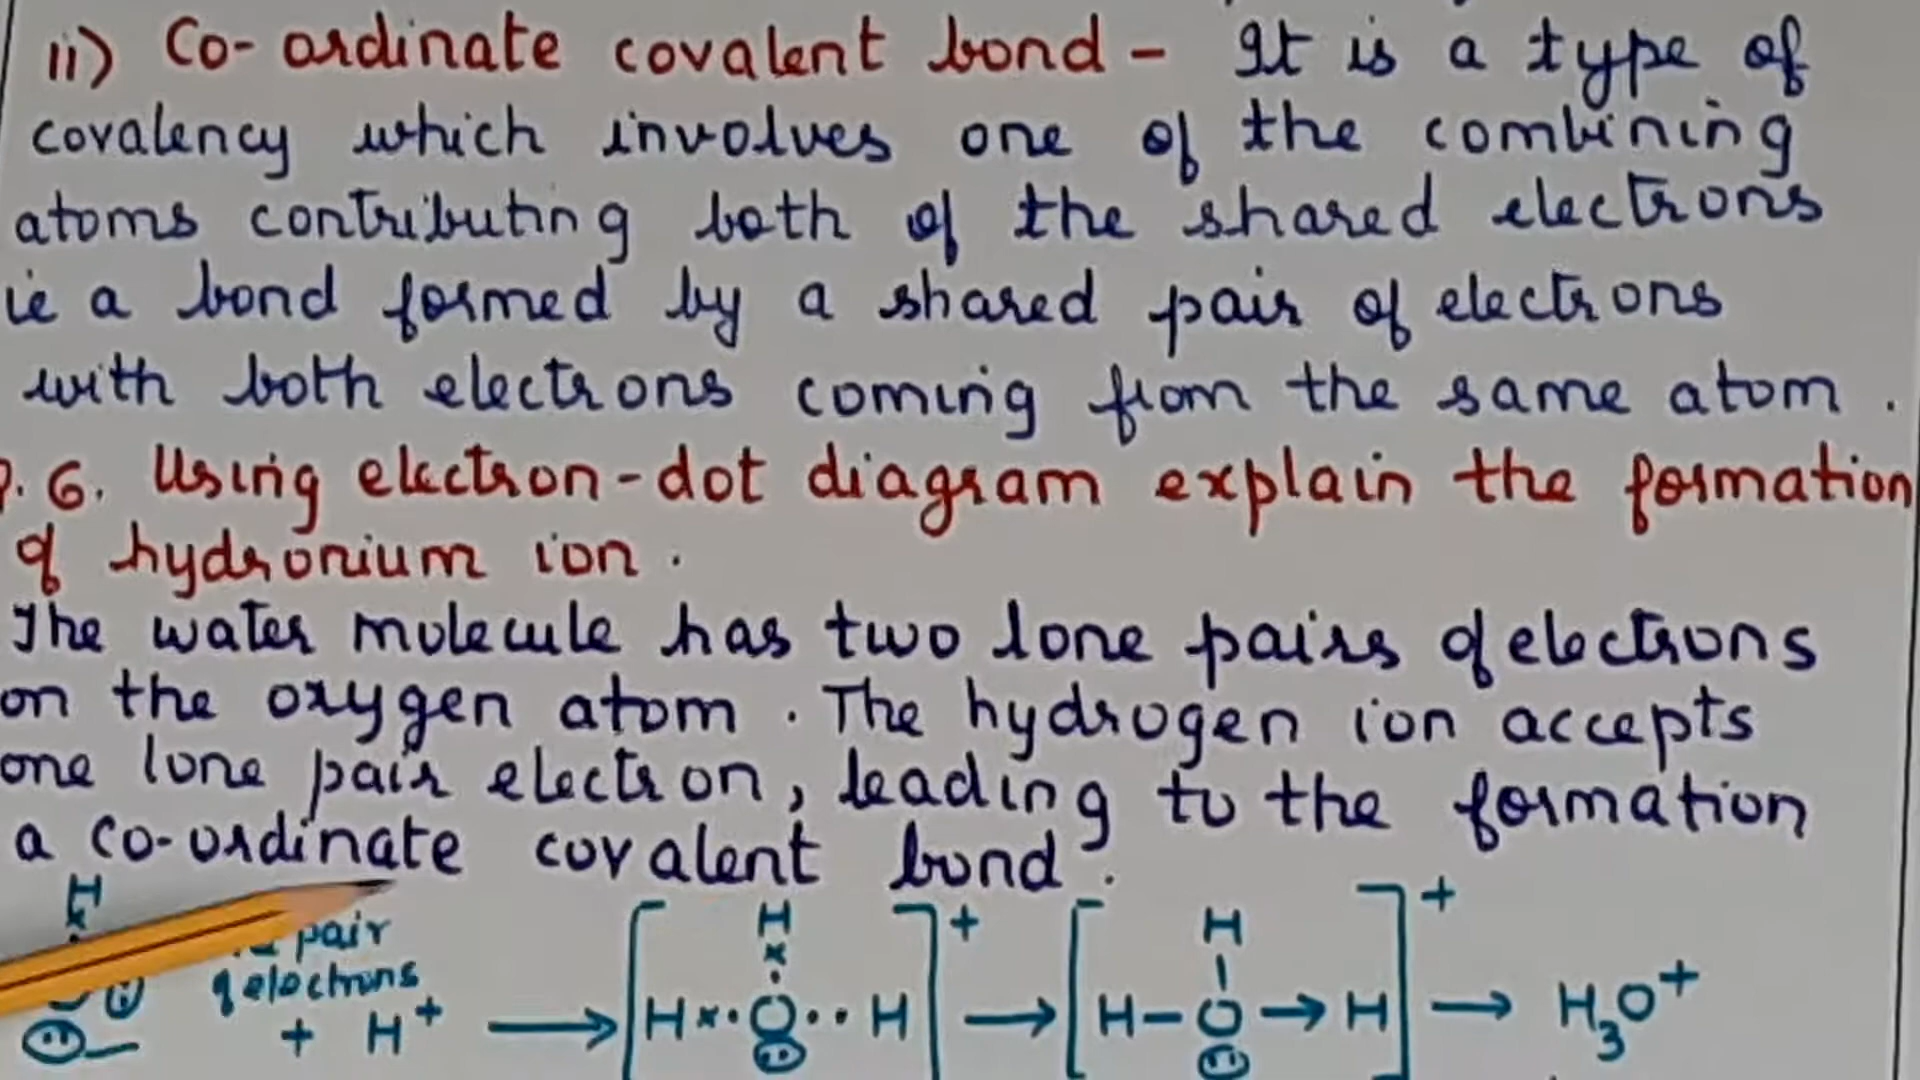 ii) Co-ordinate covalent bond - It is a type of
covalency which involves one of the combining
atoms contributing both of the shared electrons
ie a bond formed by a shared pair of electrons
with both electrons coming from the same atom.
6. Using electron-dot diagram explain the formation
of hydronium ion.
The water molecule has two lone pairs of electrons
on the oxygen atom. The hydrogen ion accepts
one lone pair electron, leading to the formation
a co-ordinate covalent bond.
H
pair
of electrons
+ H+
[H×••O••H
H
×
•]+
[H-O→H
H
|]+
H3O+